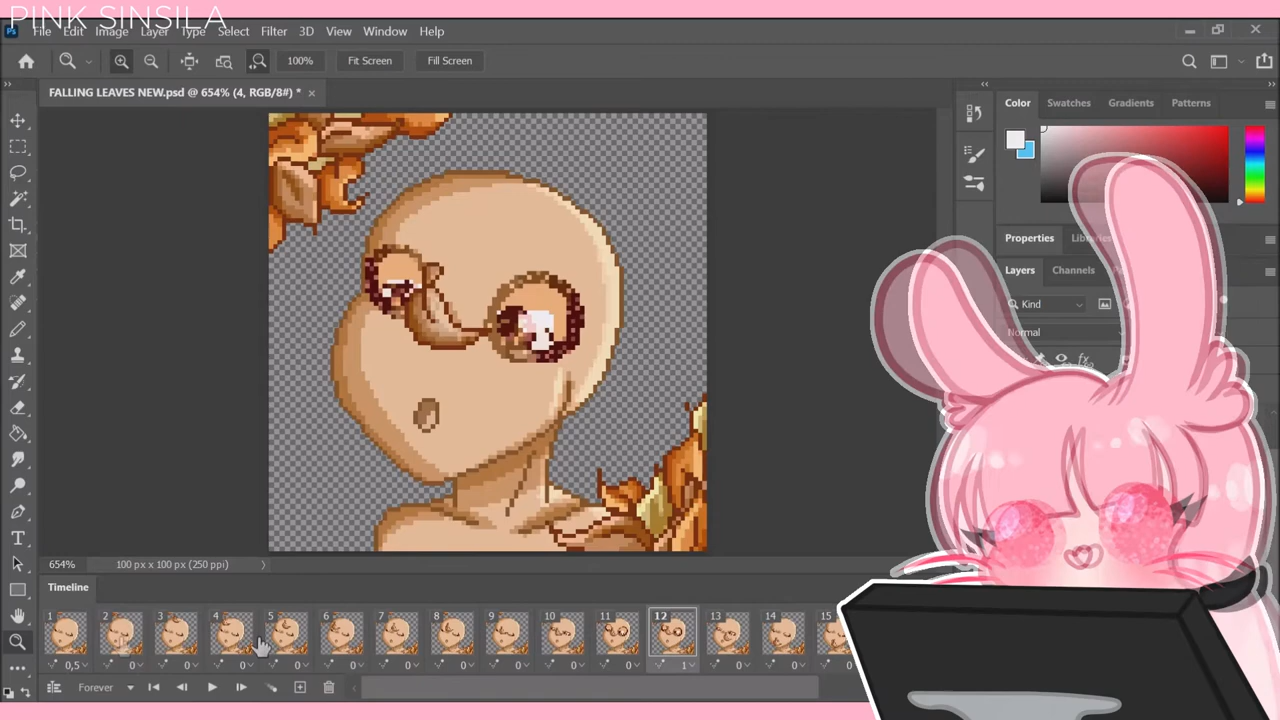 PINK SINSILA
File Edit Image Layer Type Select Filter 3D View Window Help
100% Fit Screen Fill Screen
FALLING LEAVES NEW.psd @ 654% (4, RGB/8#) *
Color Swatches Gradients Patterns
Properties
Layers Channels
Kind
Normal
654% 100 px x 100 px (250 ppi)
Timeline
1 2 3 4 5 6 7 8 9 10 11 12 13 14 15
0,5 0 0 0 0 0 0 0 0 0 0 1 0 0
Forever